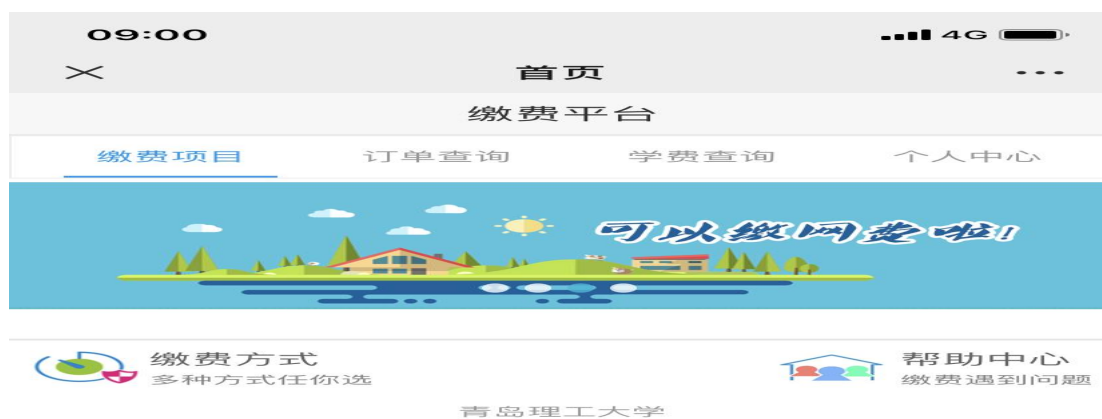 09:00 4G
首页
缴费平台
缴费项目 订单查询 学费查询 个人中心
可以缴网费啦!
缴费方式 帮助中心
多种方式任你选 缴费遇到问题
青岛理工大学